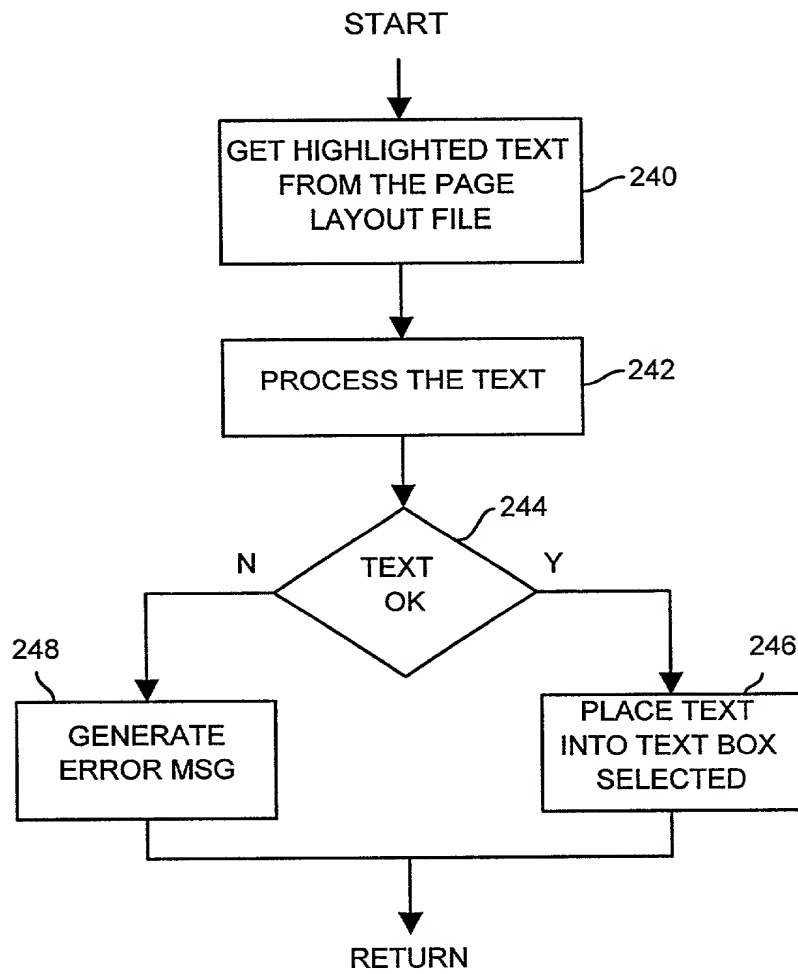 START
GET HIGHLIGHTED TEXT
FROM THE PAGE
LAYOUT FILE
240
PROCESS THE TEXT
242
244
N
TEXT
OK
Y
248
GENERATE
ERROR MSG
246
PLACE TEXT
INTO TEXT BOX
SELECTED
RETURN